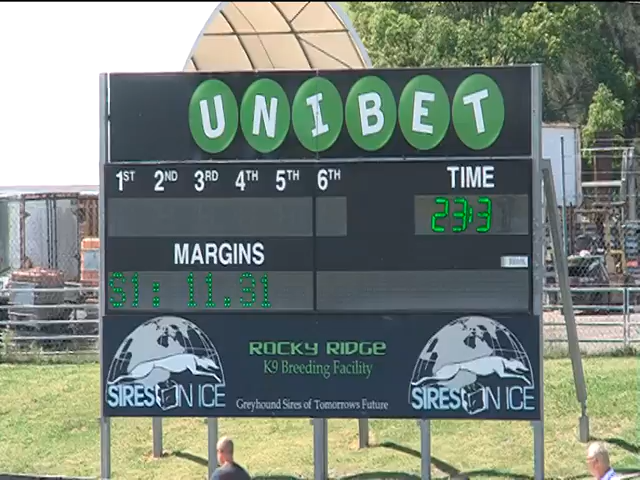 UNIBET
1ST 2ND 3RD 4TH 5TH 6TH TIME
23:3
MARGINS
S1: 11.31
ROCKY RIDGE
K9 Breeding Facility
SIRES ON ICE
Greyhound Sires of Tomorrows Future
SIRES ON ICE